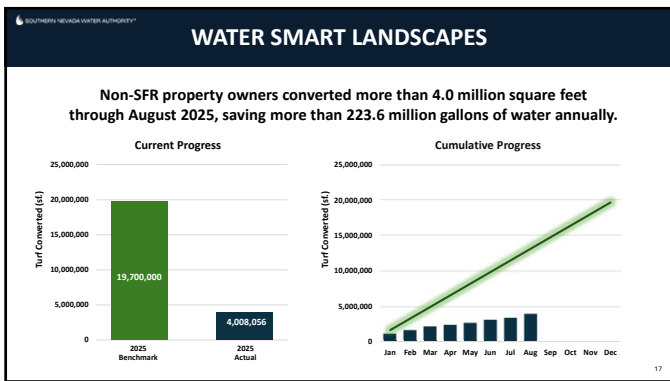 SOUTHERN NEVADA WATER AUTHORITY
WATER SMART LANDSCAPES
Non-SFR property owners converted more than 4.0 million square feet
through August 2025, saving more than 223.6 million gallons of water annually.
Current Progress
Turf Converted (sf.)
25,000,000
20,000,000
15,000,000
10,000,000
5,000,000
0
19,700,000
4,008,056
2025
Benchmark
2025
Actual
Cumulative Progress
Turf Converted (sf.)
25,000,000
20,000,000
15,000,000
10,000,000
5,000,000
0
Jan Feb Mar Apr May Jun Jul Aug Sep Oct Nov Dec
17